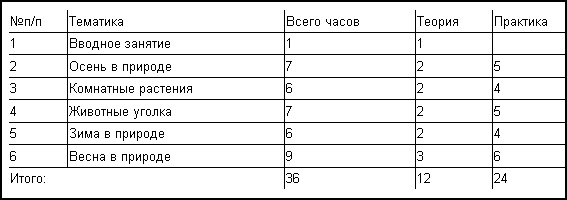 №п/п Тематика Всего часов Теория Практика
1 Вводное занятие 1 1
2 Осень в природе 7 2 5
3 Комнатные растения 6 2 4
4 Животные уголка 7 2 5
5 Зима в природе 6 2 4
6 Весна в природе 9 3 6
Итого: 36 12 24